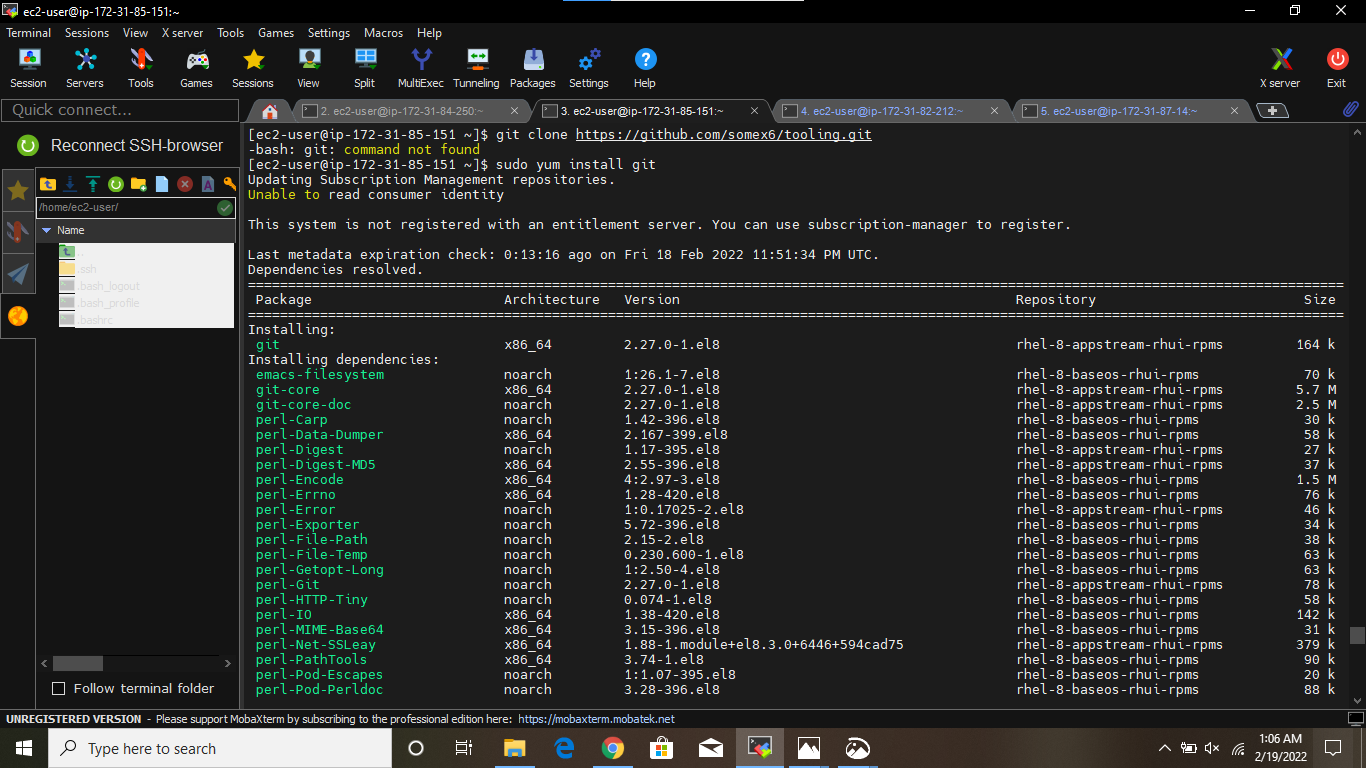 ec2-user@ip-172-31-85-151:~
Terminal Sessions View X server Tools Games Settings Macros Help
Session Servers Tools Games Sessions View Split MultiExec Tunneling Packages Settings Help X server Exit
Quick connect...
2. ec2-user@ip-172-31-84-250:~
3. ec2-user@ip-172-31-85-151:~
4. ec2-user@ip-172-31-82-212:~
5. ec2-user@ip-172-31-87-14:~
Reconnect SSH-browser
/home/ec2-user/
Name
..
.ssh
.bash_logout
.bash_profile
.bashrc
Follow terminal folder
[ec2-user@ip-172-31-85-151 ~]$ git clone https://github.com/somex6/tooling.git
-bash: git: command not found
[ec2-user@ip-172-31-85-151 ~]$ sudo yum install git
Updating Subscription Management repositories.
Unable to read consumer identity
This system is not registered with an entitlement server. You can use subscription-manager to register.
Last metadata expiration check: 0:13:16 ago on Fri 18 Feb 2022 11:51:34 PM UTC.
Dependencies resolved.
Package Architecture Version Repository Size
Installing:
git x86_64 2.27.0-1.el8 rhel-8-appstream-rhui-rpms 164 k
Installing dependencies:
emacs-filesystem noarch 1:26.1-7.el8 rhel-8-baseos-rhui-rpms 70 k
git-core x86_64 2.27.0-1.el8 rhel-8-appstream-rhui-rpms 5.7 M
git-core-doc noarch 2.27.0-1.el8 rhel-8-appstream-rhui-rpms 2.5 M
perl-Carp noarch 1.42-396.el8 rhel-8-baseos-rhui-rpms 30 k
perl-Data-Dumper x86_64 2.167-399.el8 rhel-8-baseos-rhui-rpms 58 k
perl-Digest noarch 1.17-395.el8 rhel-8-appstream-rhui-rpms 27 k
perl-Digest-MD5 x86_64 2.55-396.el8 rhel-8-appstream-rhui-rpms 37 k
perl-Encode x86_64 4:2.97-3.el8 rhel-8-baseos-rhui-rpms 1.5 M
perl-Errno x86_64 1.28-420.el8 rhel-8-baseos-rhui-rpms 76 k
perl-Error noarch 1:0.17025-2.el8 rhel-8-appstream-rhui-rpms 46 k
perl-Exporter noarch 5.72-396.el8 rhel-8-baseos-rhui-rpms 34 k
perl-File-Path noarch 2.15-2.el8 rhel-8-baseos-rhui-rpms 38 k
perl-File-Temp noarch 0.230.600-1.el8 rhel-8-baseos-rhui-rpms 63 k
perl-Getopt-Long noarch 1:2.50-4.el8 rhel-8-baseos-rhui-rpms 63 k
perl-Git noarch 2.27.0-1.el8 rhel-8-appstream-rhui-rpms 78 k
perl-HTTP-Tiny noarch 0.074-1.el8 rhel-8-baseos-rhui-rpms 58 k
perl-IO x86_64 1.38-420.el8 rhel-8-baseos-rhui-rpms 142 k
perl-MIME-Base64 x86_64 3.15-396.el8 rhel-8-baseos-rhui-rpms 31 k
perl-Net-SSLeay x86_64 1.88-1.module+el8.3.0+6446+594cad75 rhel-8-appstream-rhui-rpms 379 k
perl-PathTools x86_64 3.74-1.el8 rhel-8-baseos-rhui-rpms 90 k
perl-Pod-Escapes noarch 1:1.07-395.el8 rhel-8-baseos-rhui-rpms 20 k
perl-Pod-Perldoc noarch 3.28-396.el8 rhel-8-baseos-rhui-rpms 88 k
UNREGISTERED VERSION - Please support MobaXterm by subscribing to the professional edition here: https://mobaxterm.mobatek.net
Type here to search
1:06 AM
2/19/2022